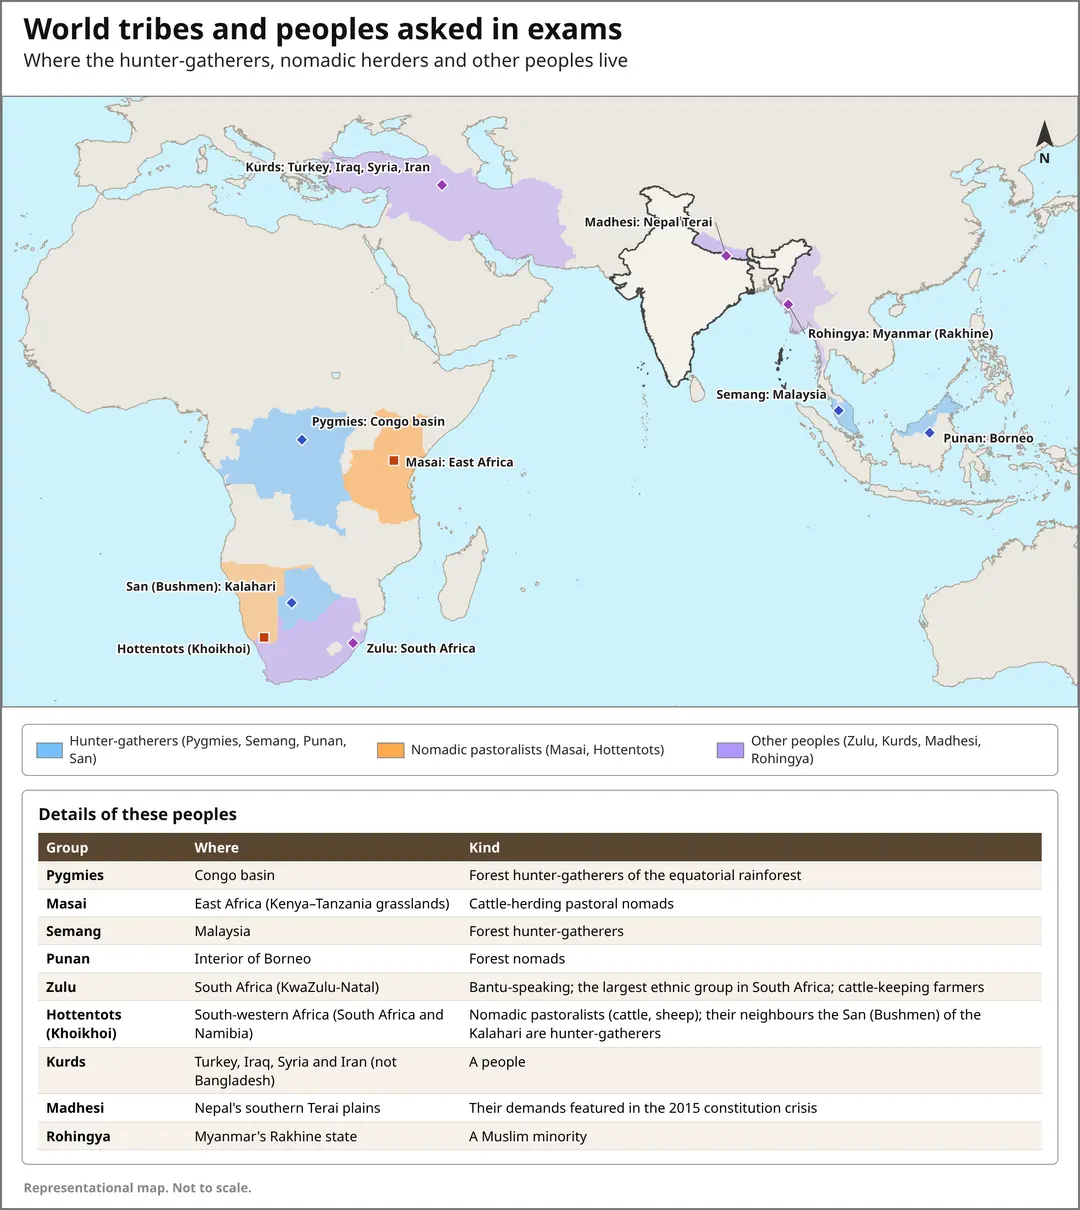 World tribes and peoples asked in exams
Where the hunter-gatherers, nomadic herders and other peoples live
N
Kurds: Turkey, Iraq, Syria, Iran
Madhesi: Nepal Terai
Rohingya: Myanmar (Rakhine)
Semang: Malaysia
Pygmies: Congo basin
Punan: Borneo
Masai: East Africa
San (Bushmen): Kalahari
Hottentots (Khoikhoi)
Zulu: South Africa
Hunter-gatherers (Pygmies, Semang, Punan,
San)
Nomadic pastoralists (Masai, Hottentots)
Other peoples (Zulu, Kurds, Madhesi,
Rohingya)
Details of these peoples
Group Where Kind
Pygmies Congo basin Forest hunter-gatherers of the equatorial rainforest
Masai East Africa (Kenya–Tanzania grasslands) Cattle-herding pastoral nomads
Semang Malaysia Forest hunter-gatherers
Punan Interior of Borneo Forest nomads
Zulu South Africa (KwaZulu-Natal) Bantu-speaking; the largest ethnic group in South Africa; cattle-keeping farmers
Hottentots South-western Africa (South Africa and Nomadic pastoralists (cattle, sheep); their neighbours the San (Bushmen) of the
(Khoikhoi) Namibia) Kalahari are hunter-gatherers
Kurds Turkey, Iraq, Syria and Iran (not A people
Bangladesh)
Madhesi Nepal's southern Terai plains Their demands featured in the 2015 constitution crisis
Rohingya Myanmar's Rakhine state A Muslim minority
Representational map. Not to scale.